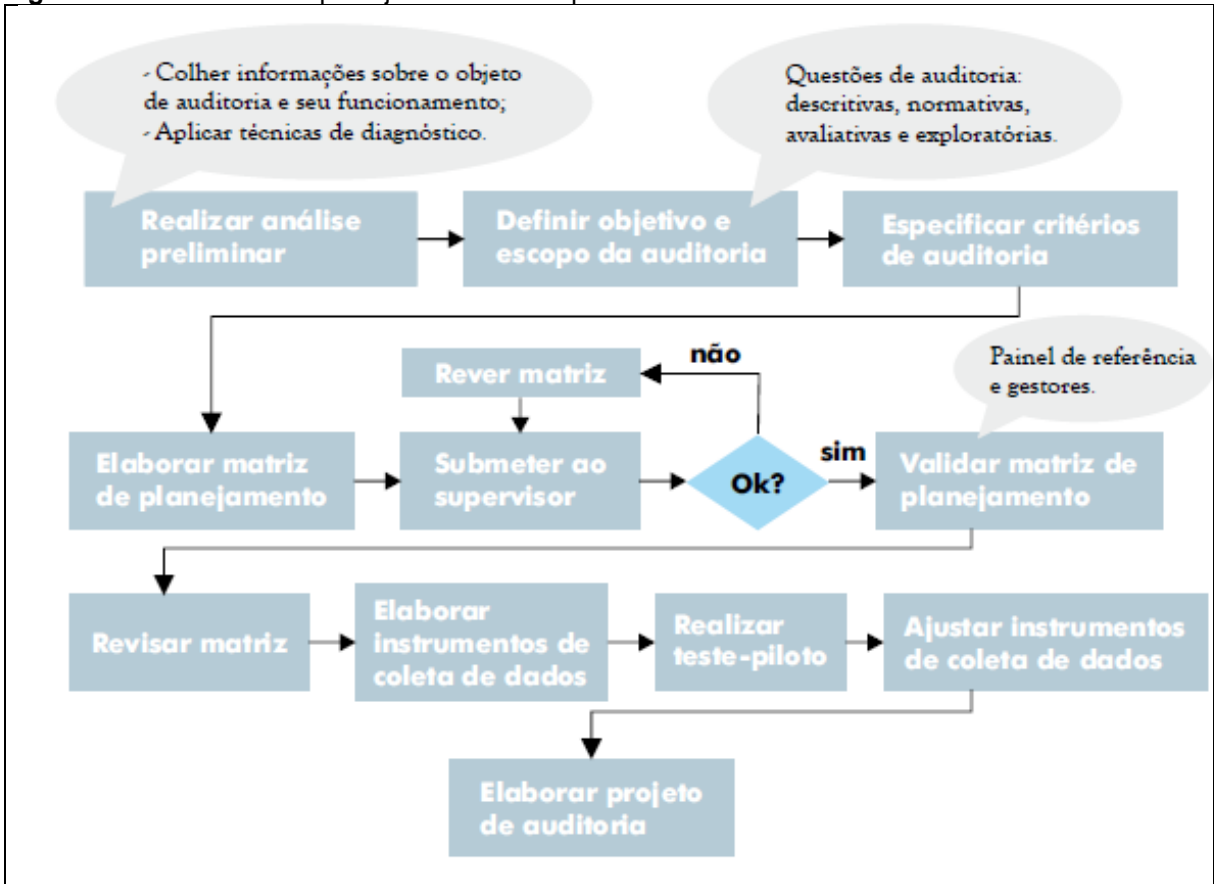 - Colher informações sobre o objeto
de auditoria e seu funcionamento;
- Aplicar técnicas de diagnóstico.
Questões de auditoria:
descritivas, normativas,
avaliativas e exploratórias.
Realizar análise
preliminar
Definir objetivo e
escopo da auditoria
Especificar critérios
de auditoria
Painel de referência
e gestores.
não
Rever matriz
Elaborar matriz
de planejamento
Submeter ao
supervisor
Ok?
sim
Validar matriz de
planejamento
Revisar matriz
Elaborar
instrumentos de
coleta de dados
Realizar
teste-piloto
Ajustar instrumentos
de coleta de dados
Elaborar projeto
de auditoria